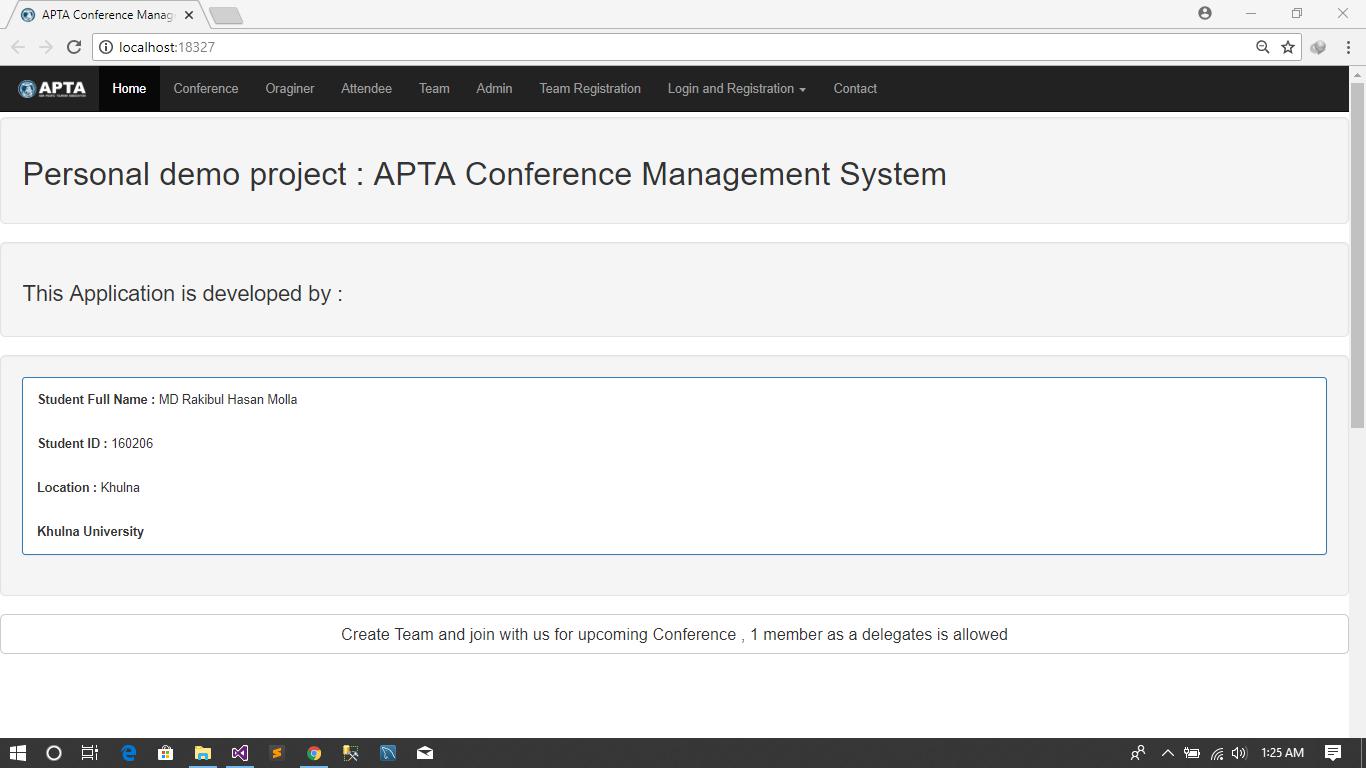 APTA Conference Manag
localhost:18327
APTA
Home
Conference
Oraginer
Attendee
Team
Admin
Team Registration
Login and Registration
Contact
Personal demo project : APTA Conference Management System
This Application is developed by :
Student Full Name : MD Rakibul Hasan Molla
Student ID : 160206
Location : Khulna
Khulna University
Create Team and join with us for upcoming Conference , 1 member as a delegates is allowed
1:25 AM